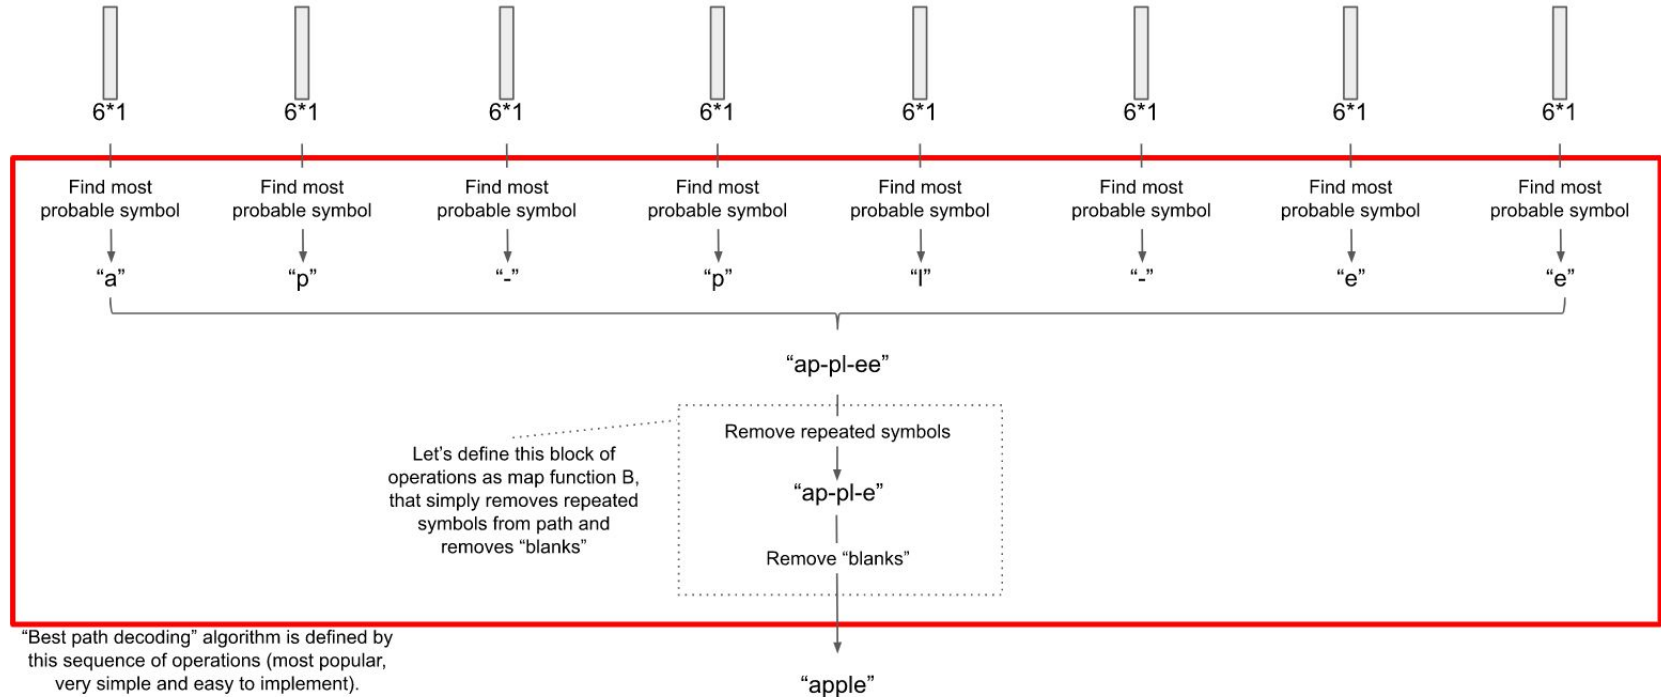 6*1 6*1 6*1 6*1 6*1 6*1 6*1 6*1
Find most Find most Find most Find most Find most Find most Find most Find most
probable symbol probable symbol probable symbol probable symbol probable symbol probable symbol probable symbol probable symbol
“a” “p” “-” “p” “l” “-” “e” “e”
“ap-pl-ee”
Remove repeated symbols
“ap-pl-e”
Remove “blanks”
Let’s define this block of
operations as map function B,
that simply removes repeated
symbols from path and
removes “blanks”
“Best path decoding” algorithm is defined by
this sequence of operations (most popular,
very simple and easy to implement).
“apple”